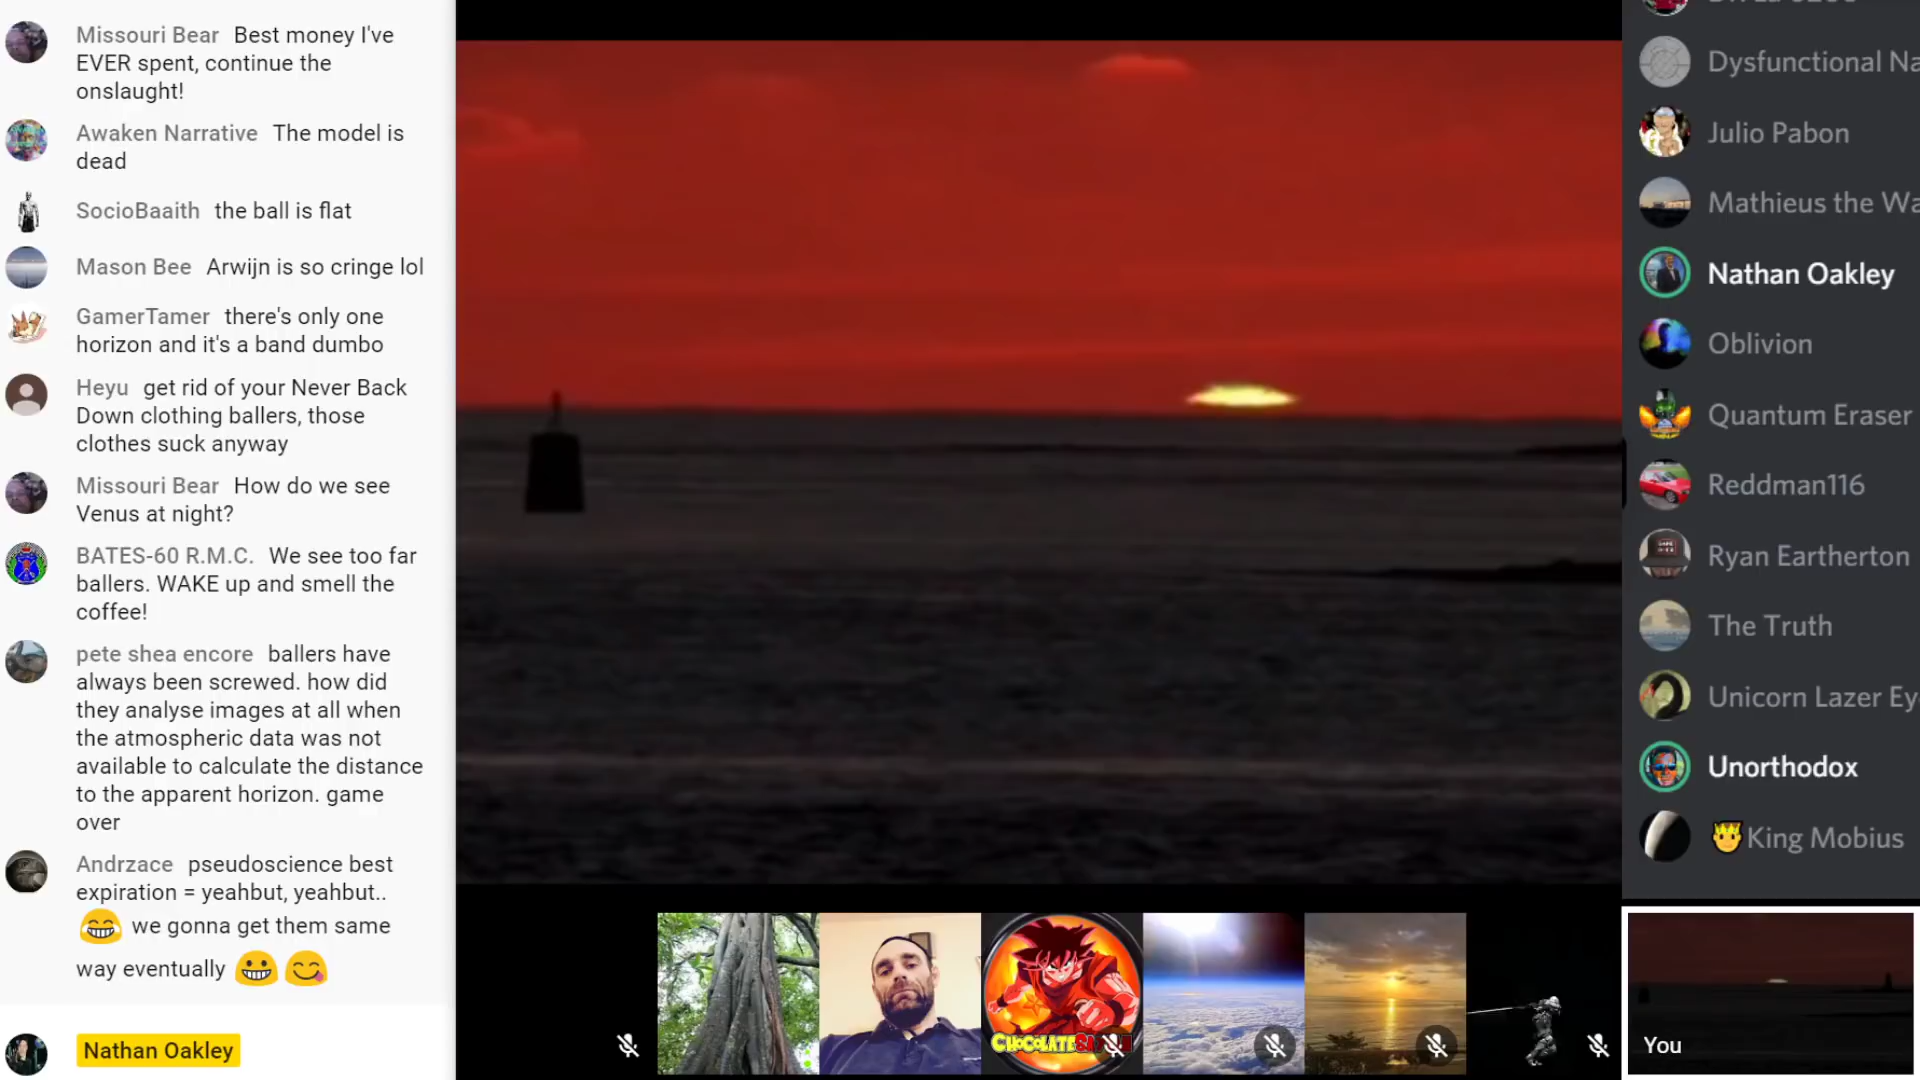 Missouri Bear Best money I've
EVER spent, continue the
onslaught!
Awaken Narrative The model is
dead
SocioBaaith the ball is flat
Mason Bee Arwijn is so cringe lol
GamerTamer there's only one
horizon and it's a band dumbo
Heyu get rid of your Never Back
Down clothing ballers, those
clothes suck anyway
Missouri Bear How do we see
Venus at night?
BATES-60 R.M.C. We see too far
ballers. WAKE up and smell the
coffee!
pete shea encore ballers have
always been screwed. how did
they analyse images at all when
the atmospheric data was not
available to calculate the distance
to the apparent horizon. game
over
Andrzace pseudoscience best
expiration = yeahbut, yeahbut..
😂 we gonna get them same
way eventually 😀 😋
Nathan Oakley
Dysfunctional Na
Julio Pabon
Mathieus the Wa
Nathan Oakley
Oblivion
Quantum Eraser
Reddman116
Ryan Eartherton
The Truth
Unicorn Lazer Ey
Unorthodox
King Mobius
You